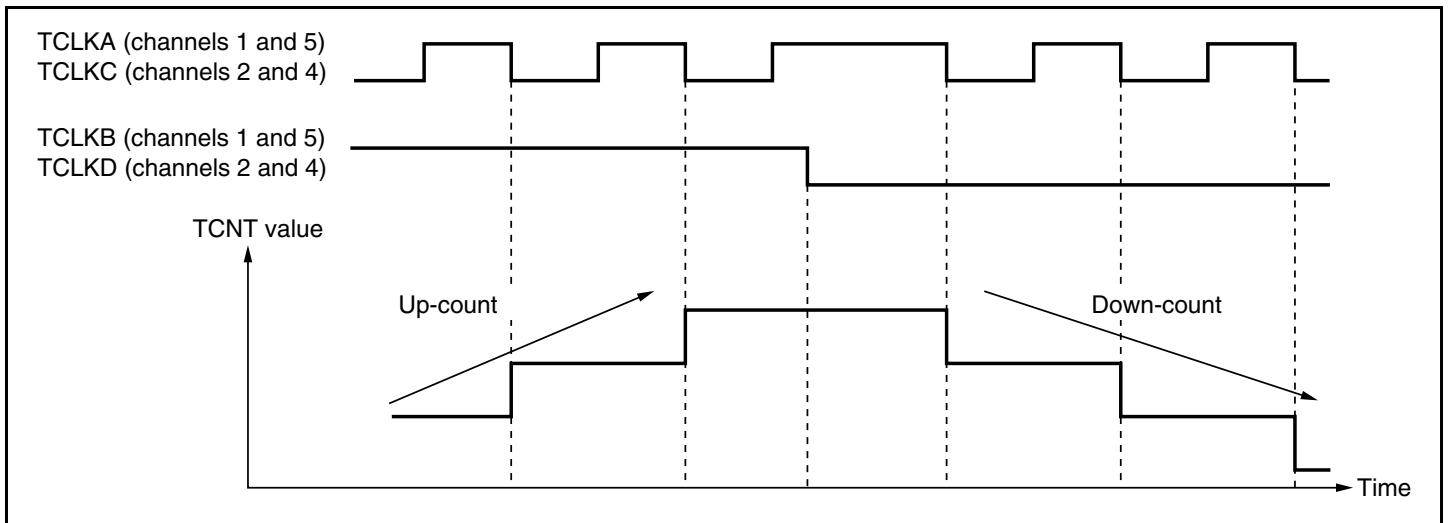 TCLKA (channels 1 and 5)
TCLKC (channels 2 and 4)
TCLKB (channels 1 and 5)
TCLKD (channels 2 and 4)
TCNT value
Up-count
Down-count
Time